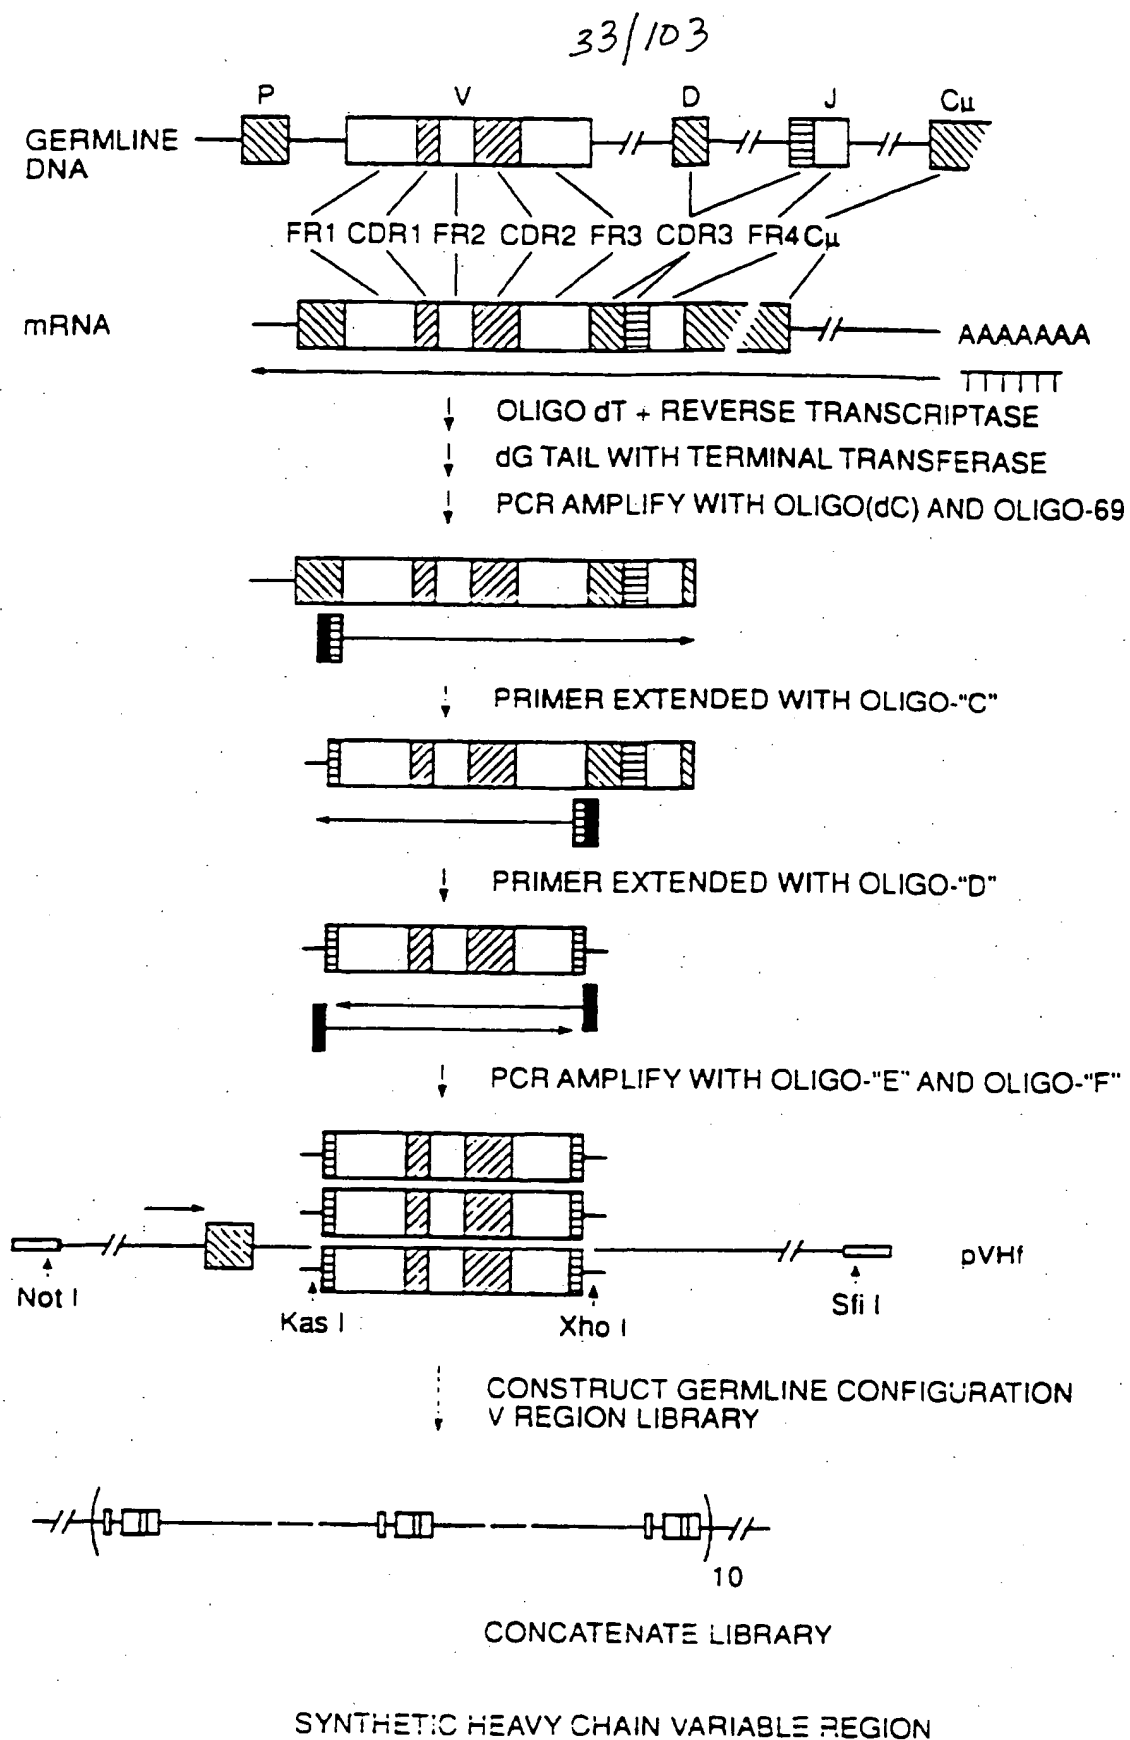 33/103
P V D J Cμ
GERMLINE
DNA
FR1 CDR1 FR2 CDR2 FR3 CDR3 FR4 Cμ
mRNA
AAAAAAA
TTTTTT
OLIGO dT + REVERSE TRANSCRIPTASE
dG TAIL WITH TERMINAL TRANSFERASE
PCR AMPLIFY WITH OLIGO(dC) AND OLIGO-69
PRIMER EXTENDED WITH OLIGO-"C"
PRIMER EXTENDED WITH OLIGO-"D"
PCR AMPLIFY WITH OLIGO-"E" AND OLIGO-"F"
pVHf
Not I
Kas I
Xho I
Sfi I
CONSTRUCT GERMLINE CONFIGURATION
V REGION LIBRARY
10
CONCATENATE LIBRARY
SYNTHETIC HEAVY CHAIN VARIABLE REGION